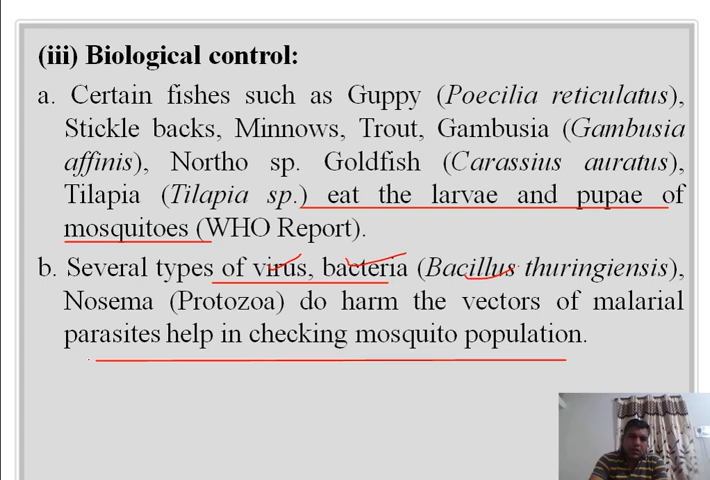 (iii) Biological control:
a. Certain fishes such as Guppy (Poecilia reticulatus),
Stickle backs, Minnows, Trout, Gambusia (Gambusia
affinis), Northo sp. Goldfish (Carassius auratus),
Tilapia (Tilapia sp.) eat the larvae and pupae of
mosquitoes (WHO Report).
b. Several types of virus, bacteria (Bacillus thuringiensis),
Nosema (Protozoa) do harm the vectors of malarial
parasites help in checking mosquito population.